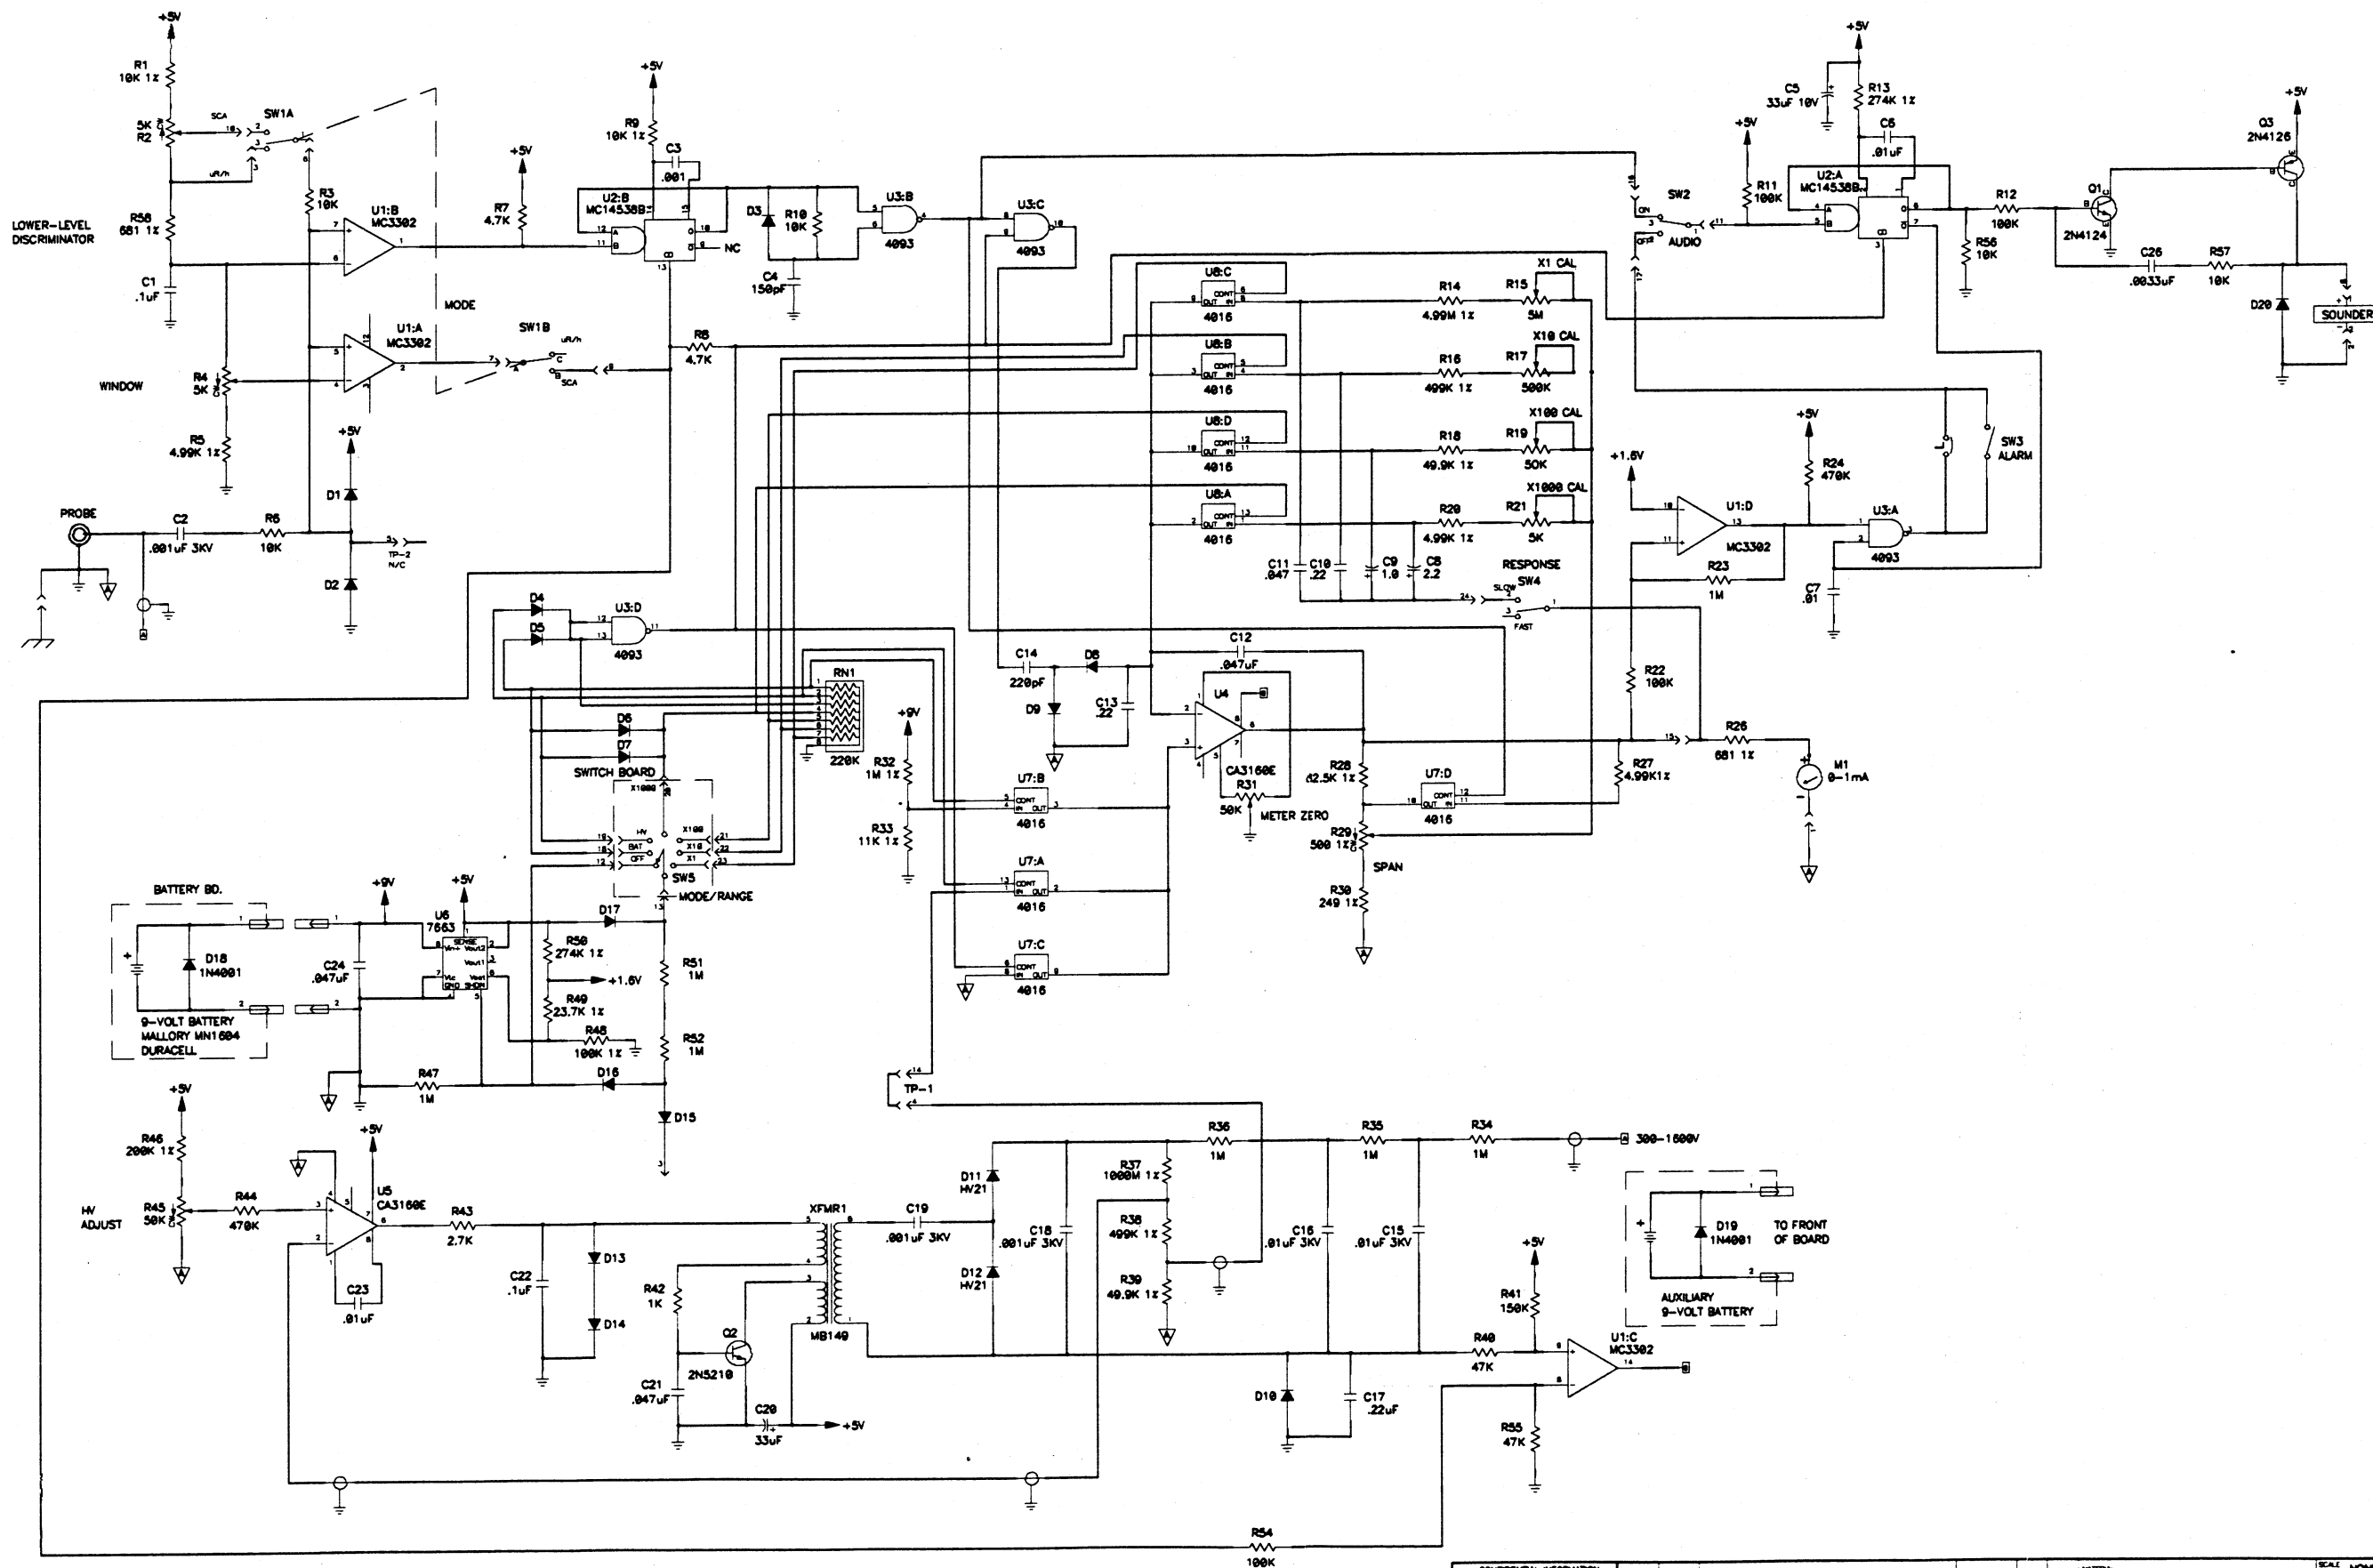 +5V
R1
10K 1%
5K
R2
CW
SCA
SW1A
uR/h
R3
10K
R58
681 1%
LOWER-LEVEL
DISCRIMINATOR
C1
.1uF
U1:B
MC3302
MODE
U1:A
MC3302
WINDOW
R4
5K
CW
R5
4.99K 1%
SW1B
uR/h
SCA
+5V
D1
D2
PROBE
C2
.001uF 3KV
R6
10K
TP-2
N/C
+5V
R7
4.7K
+5V
R9
10K 1%
C3
.001
U2:B
MC14538B
NC
D3
R10
10K
C4
150pF
R8
4.7K
U3:B
4093
U3:C
4093
U8:C
4016
U8:B
4016
U8:D
4016
U8:A
4016
CONT
OUT IN
R14
4.99M 1%
X1 CAL
R15
5M
R16
499K 1%
X10 CAL
R17
500K
R18
49.9K 1%
X100 CAL
R19
50K
R20
4.99K 1%
X1000 CAL
R21
5K
C11
.047
C10
.22
C9
1.0
C8
2.2
RESPONSE
SW4
SLOW
FAST
SW2
ON
OFF
AUDIO
+5V
R11
100K
+5V
C5
33uF 10V
R13
274K 1%
C6
.01uF
U2:A
MC14538B
R12
100K
R56
10K
Q1
2N4124
+5V
Q3
2N4126
C26
.0033uF
R57
10K
D20
SOUNDER
+1.6V
U1:D
MC3302
+5V
R24
470K
R23
1M
U3:A
4093
C7
.01
SW3
ALARM
R22
100K
R26
681 1%
M1
0-1mA
R27
4.99K1%
D4
D5
U3:D
4093
RN1
220K
D6
D7
SWITCH BOARD
X1000
HV
BAT
OFF
X100
X10
X1
SW5
MODE/RANGE
+9V
R32
1M 1%
R33
11K 1%
C14
220pF
D8
D9
C13
.22
C12
.047uF
U4
CA3160E
R31
50K
METER ZERO
R28
R29
500 1%
CW
SPAN
R30
249 1%
U7:D
4016
U7:B
4016
U7:A
4016
U7:C
4016
BATTERY BD.
D18
1N4001
9-VOLT BATTERY
MALLORY MN1604
DURACELL
+9V
C24
.047uF
+5V
U6
7663
SENSE
Vin+ Vout2
Vout1
Vset
GND SHDN
D17
R50
274K 1%
+1.6V
R49
23.7K 1%
R48
100K 1%
R51
1M
R52
1M
D16
R47
1M
D15
TP-1
+5V
R46
200K 1%
R45
50K
CW
HV
ADJUST
R44
470K
+5V
U5
CA3160E
C23
.01uF
R43
2.7K
C22
.1uF
D13
D14
R42
1K
Q2
2N5210
C21
.047uF
C20
33uF
+5V
XFMR1
MB149
C19
.001uF 3KV
D11
HV21
D12
HV21
C18
.001uF 3KV
R37
1000M 1%
R38
499K 1%
R39
49.9K 1%
R36
1M
R35
1M
R34
1M
C16
.01uF 3KV
C15
.01uF 3KV
A 300-1600V
D10
C17
.22uF
R40
47K
+5V
R41
150K
R55
47K
U1:C
MC3302
D19
1N4001
TO FRONT
OF BOARD
AUXILIARY
9-VOLT BATTERY
R54
100K